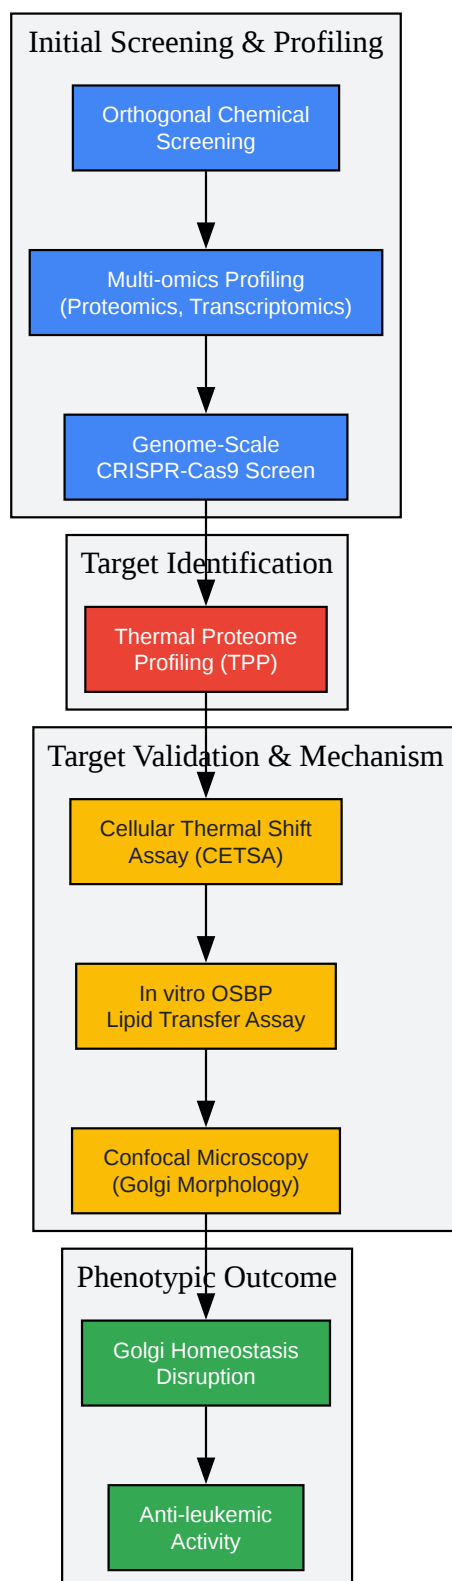 Initial Screening & Profiling
Orthogonal Chemical
Screening
Multi-omics Profiling
(Proteomics, Transcriptomics)
Genome-Scale
CRISPR-Cas9 Screen
Target Identification
Thermal Proteome
Profiling (TPP)
Target Validation & Mechanism
Cellular Thermal Shift
Assay (CETSA)
In vitro OSBP
Lipid Transfer Assay
Confocal Microscopy
(Golgi Morphology)
Phenotypic Outcome
Golgi Homeostasis
Disruption
Anti-leukemic
Activity